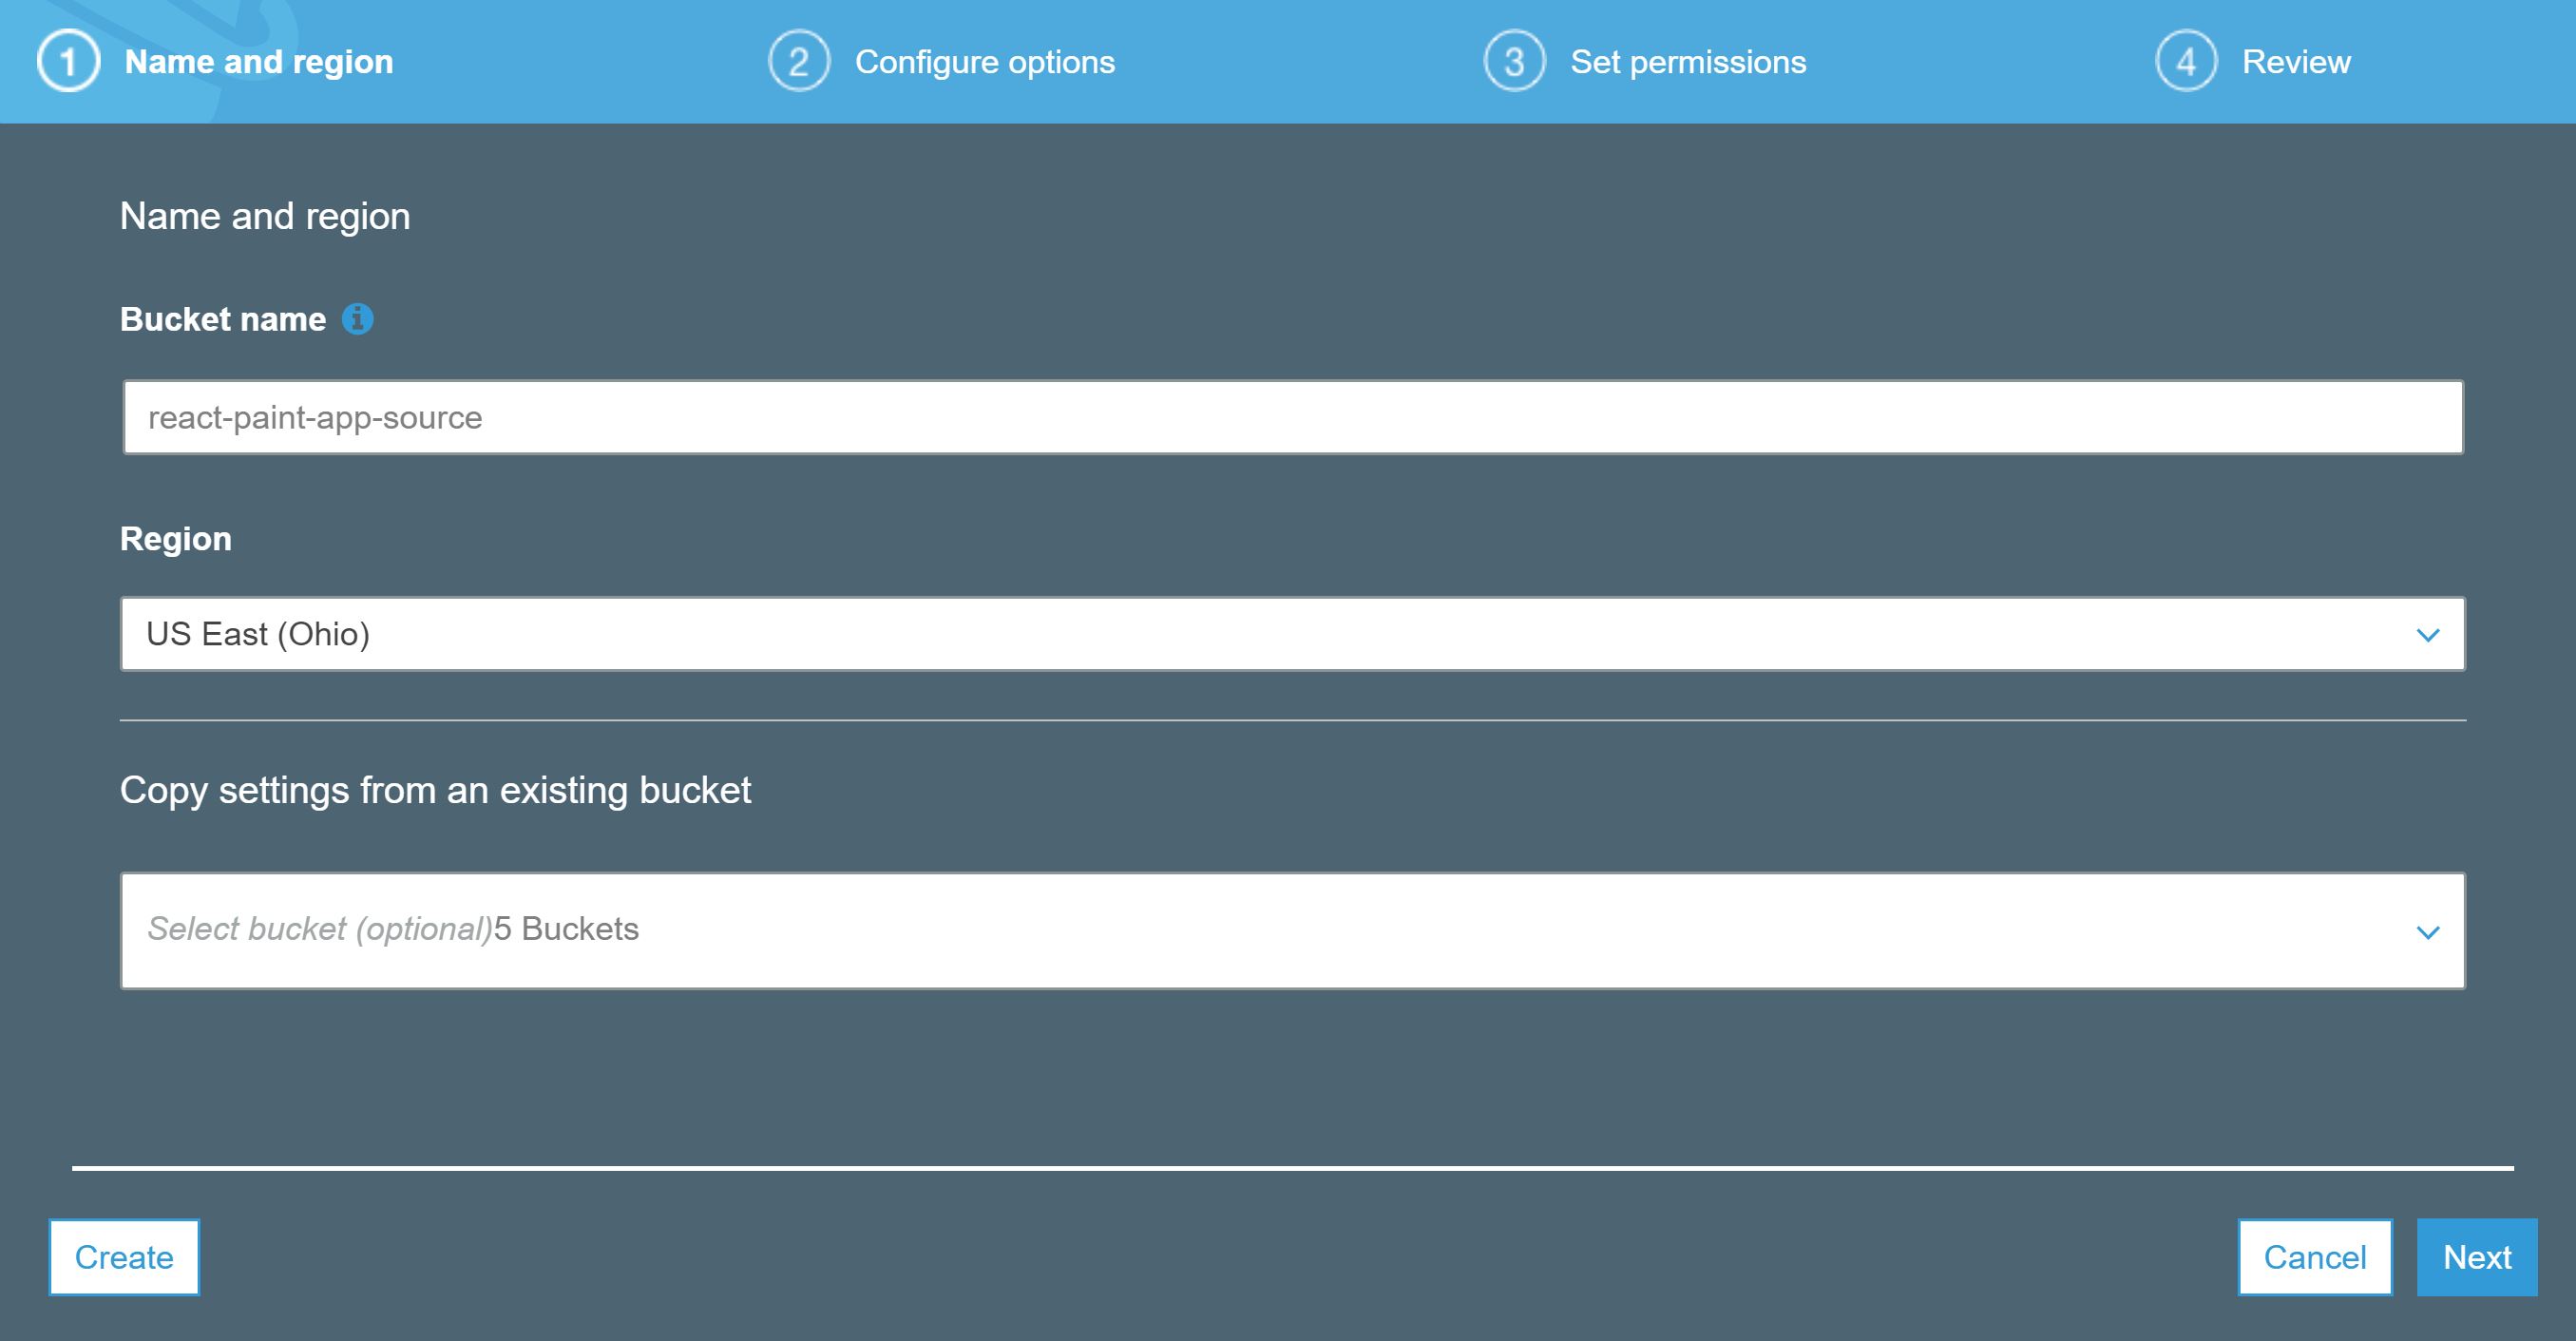 1 Name and region 2 Configure options 3 Set permissions 4 Review
Name and region
Bucket name
react-paint-app-source
Region
US East (Ohio)
Copy settings from an existing bucket
Select bucket (optional)5 Buckets
Create Cancel Next